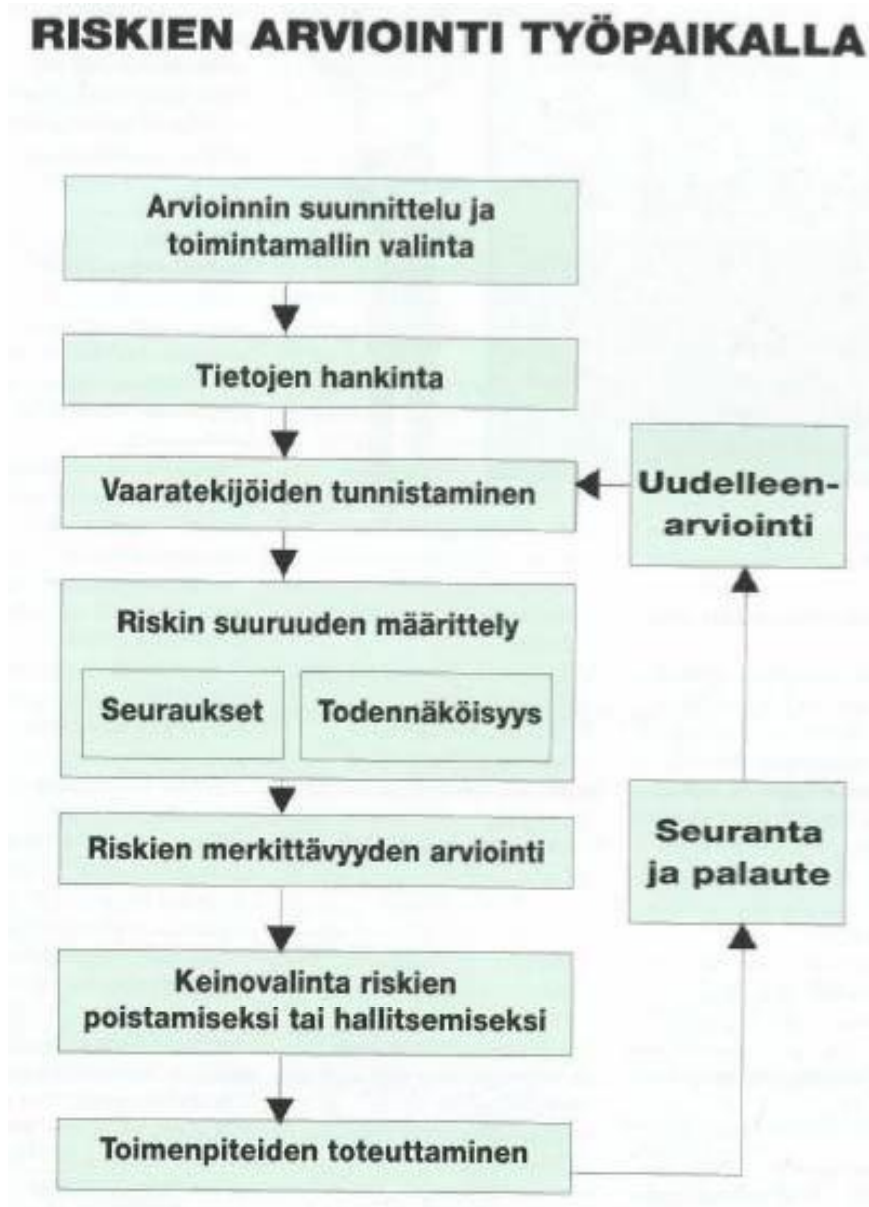 RISKIEN ARVIOINTI TYÖPAIKALLA
Arvioinnin suunnittelu ja
toimintamallin valinta
Tietojen hankinta
Vaaratekijöiden tunnistaminen
Uudelleen-
arviointi
Riskin suuruuden määrittely
Seuraukset
Todennäköisyys
Riskien merkittävyyden arviointi
Seuranta
ja palaute
Keinovalinta riskien
poistamiseksi tai hallitsemiseksi
Toimenpiteiden toteuttaminen